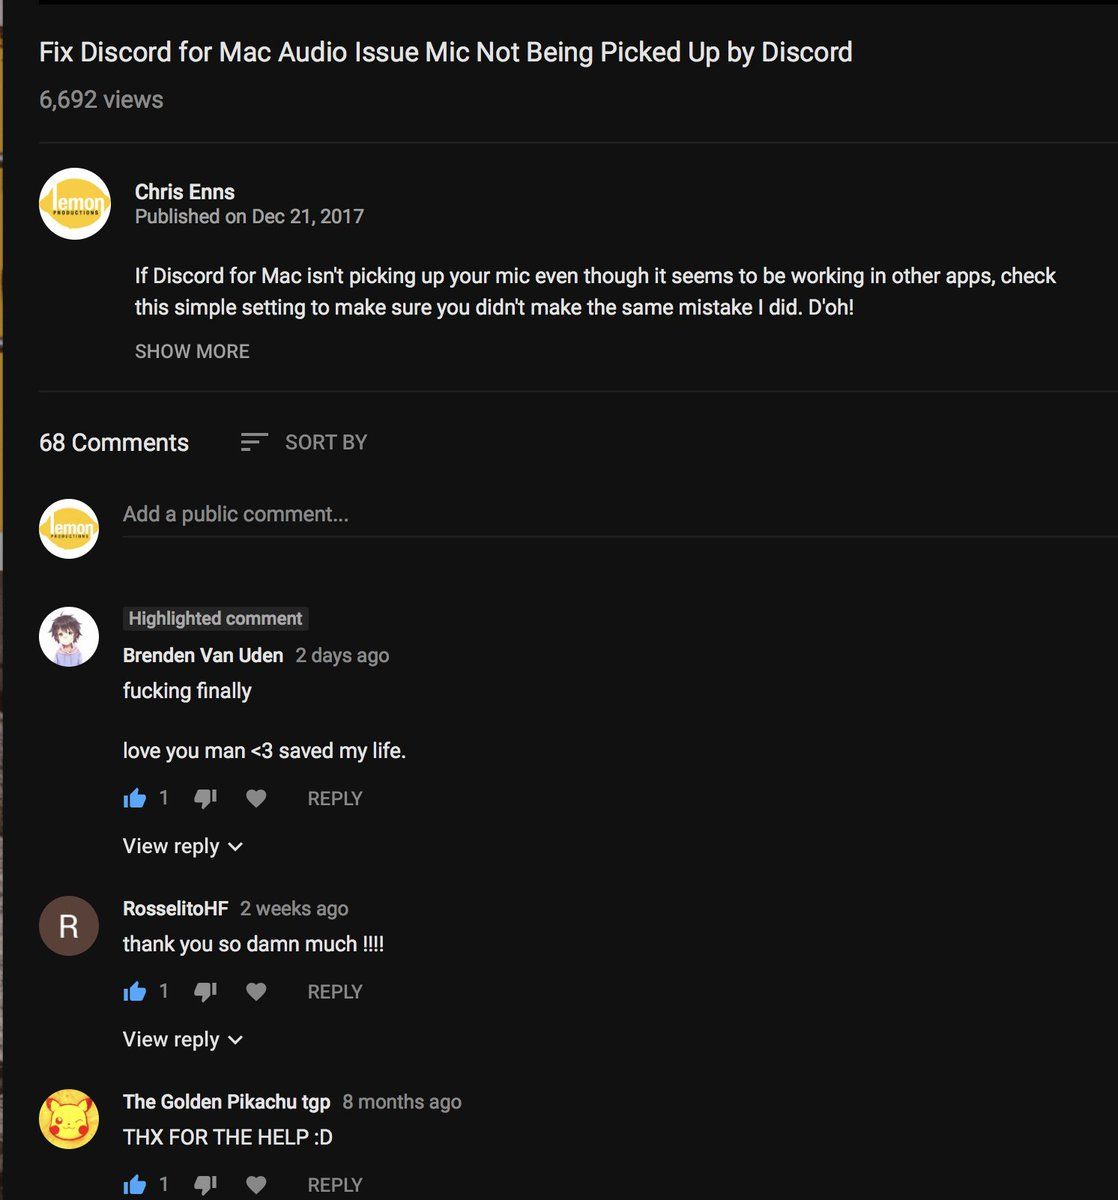 Fix Discord for Mac Audio Issue Mic Not Being Picked Up by Discord
6,692 views
lemon
PRODUCTIONS
Chris Enns
Published on Dec 21, 2017
If Discord for Mac isn't picking up your mic even though it seems to be working in other apps, check
this simple setting to make sure you didn't make the same mistake I did. D'oh!
SHOW MORE
68 Comments SORT BY
lemon
PRODUCTIONS
Add a public comment...
Highlighted comment
Brenden Van Uden 2 days ago
fucking finally
love you man <3 saved my life.
1 REPLY
View reply
R
RosselitoHF 2 weeks ago
thank you so damn much !!!!
1 REPLY
View reply
The Golden Pikachu tgp 8 months ago
THX FOR THE HELP :D
1 REPLY